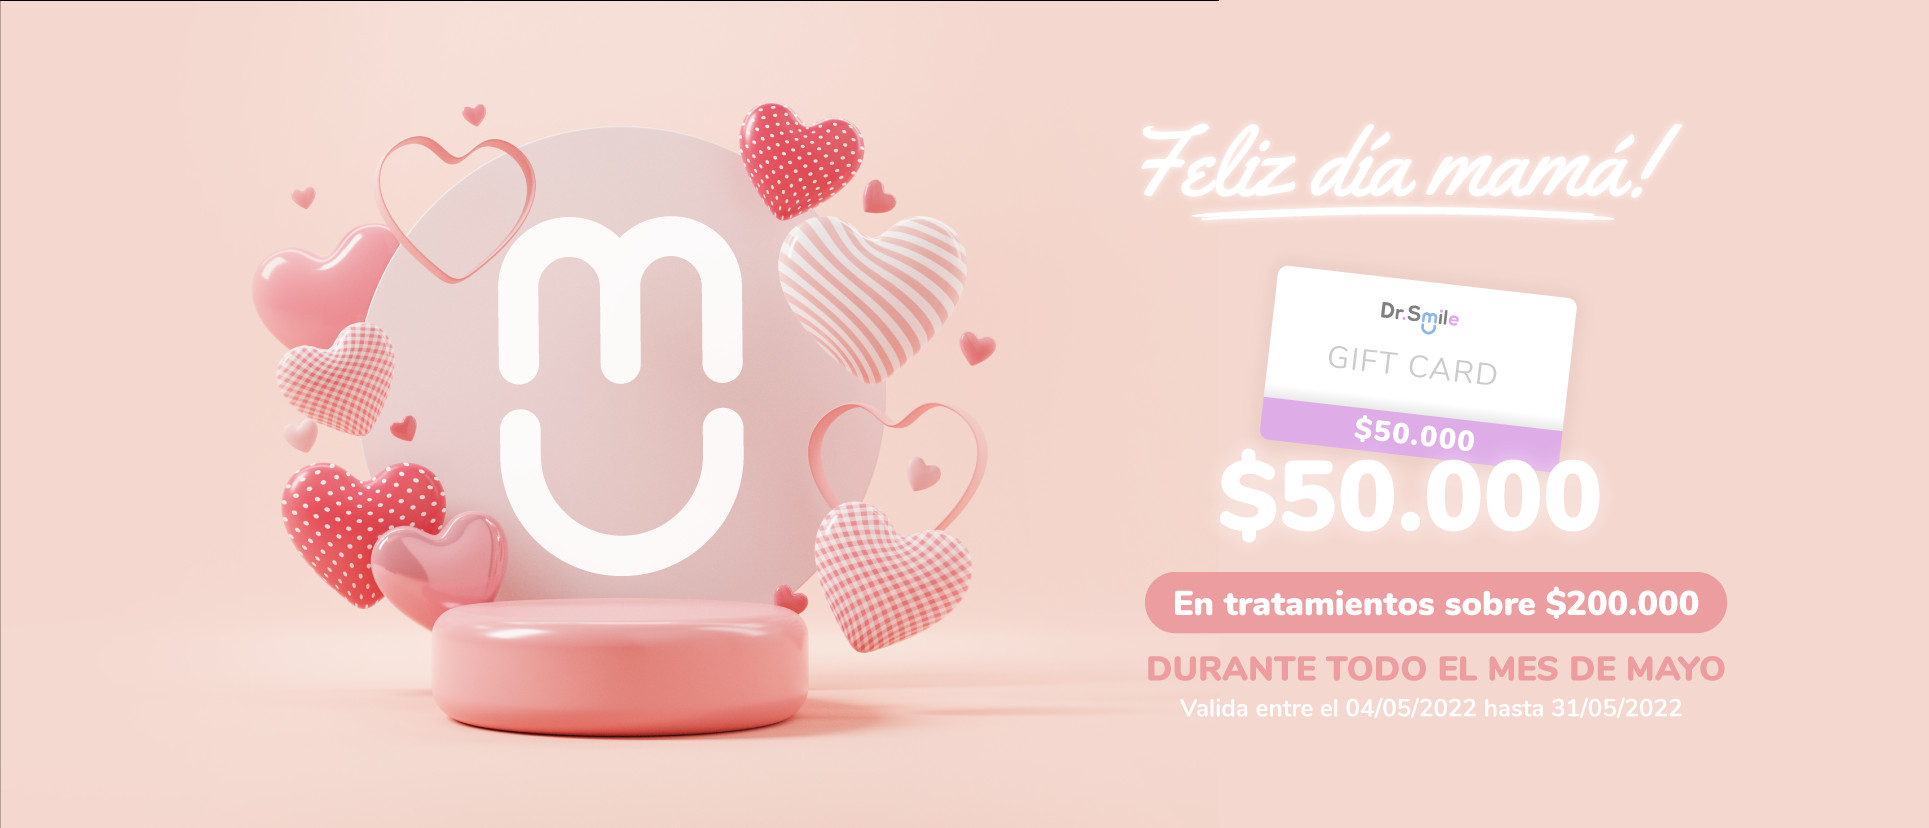 Feliz día mamá!
Dr.Smile
GIFT CARD
$50.000
$50.000
En tratamientos sobre $200.000
DURANTE TODO EL MES DE MAYO
Valida entre el 04/05/2022 hasta 31/05/2022